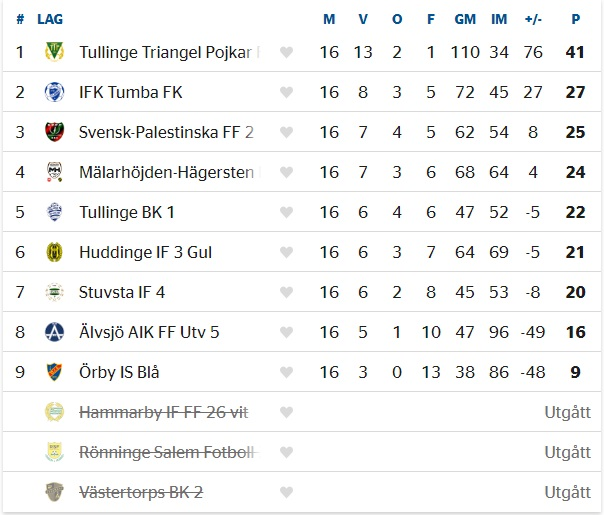 # LAG M V O F GM IM +/- P
1 Tullinge Triangel Pojkar 16 13 2 1 110 34 76 41
2 IFK Tumba FK 16 8 3 5 72 45 27 27
3 Svensk-Palestinska FF 2 16 7 4 5 62 54 8 25
4 Mälarhöjden-Hägersten 16 7 3 6 68 64 4 24
5 Tullinge BK 1 16 6 4 6 47 52 -5 22
6 Huddinge IF 3 Gul 16 6 3 7 64 69 -5 21
7 Stuvsta IF 4 16 6 2 8 45 53 -8 20
8 Älvsjö AIK FF Utv 5 16 5 1 10 47 96 -49 16
9 Örby IS Blå 16 3 0 13 38 86 -48 9
Hammarby IF FF 26 vit Utgått
Rönninge Salem Fotboll Utgått
Västertorps BK 2 Utgått